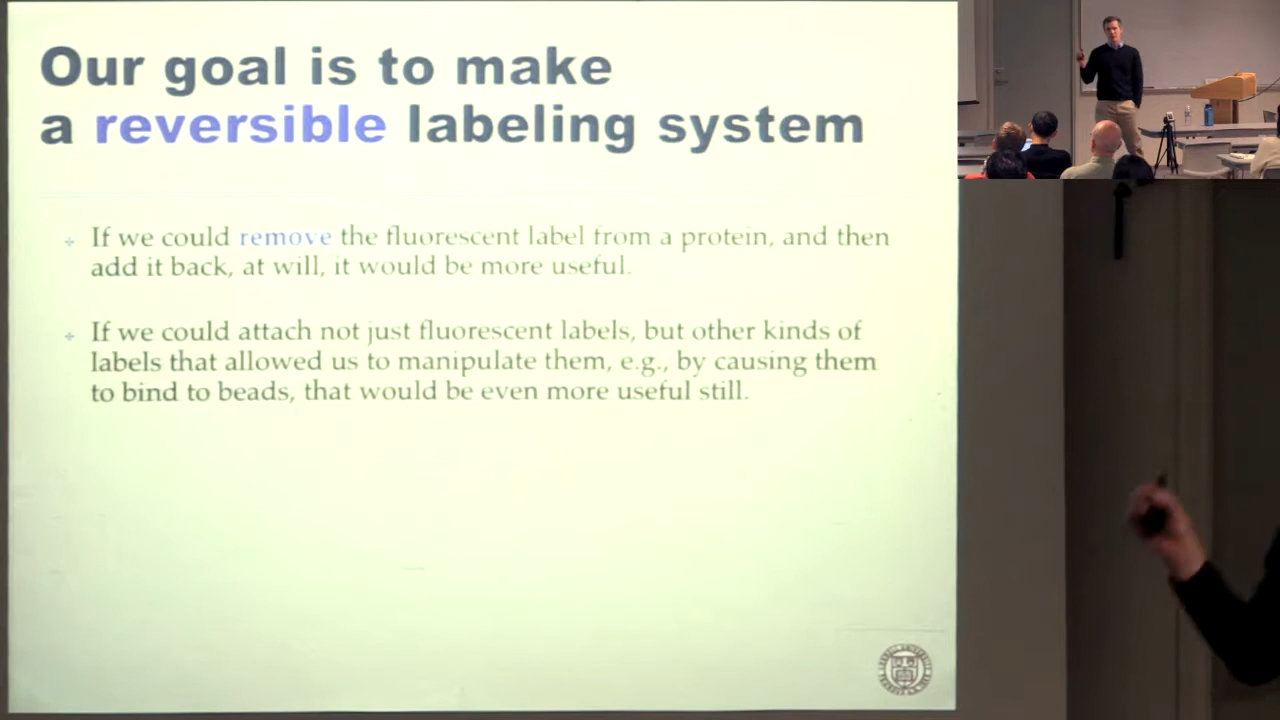 Our goal is to make
a reversible labeling system
If we could remove the fluorescent label from a protein, and then
add it back, at will, it would be more useful.
If we could attach not just fluorescent labels, but other kinds of
labels that allowed us to manipulate them, e.g., by causing them
to bind to beads, that would be even more useful still.